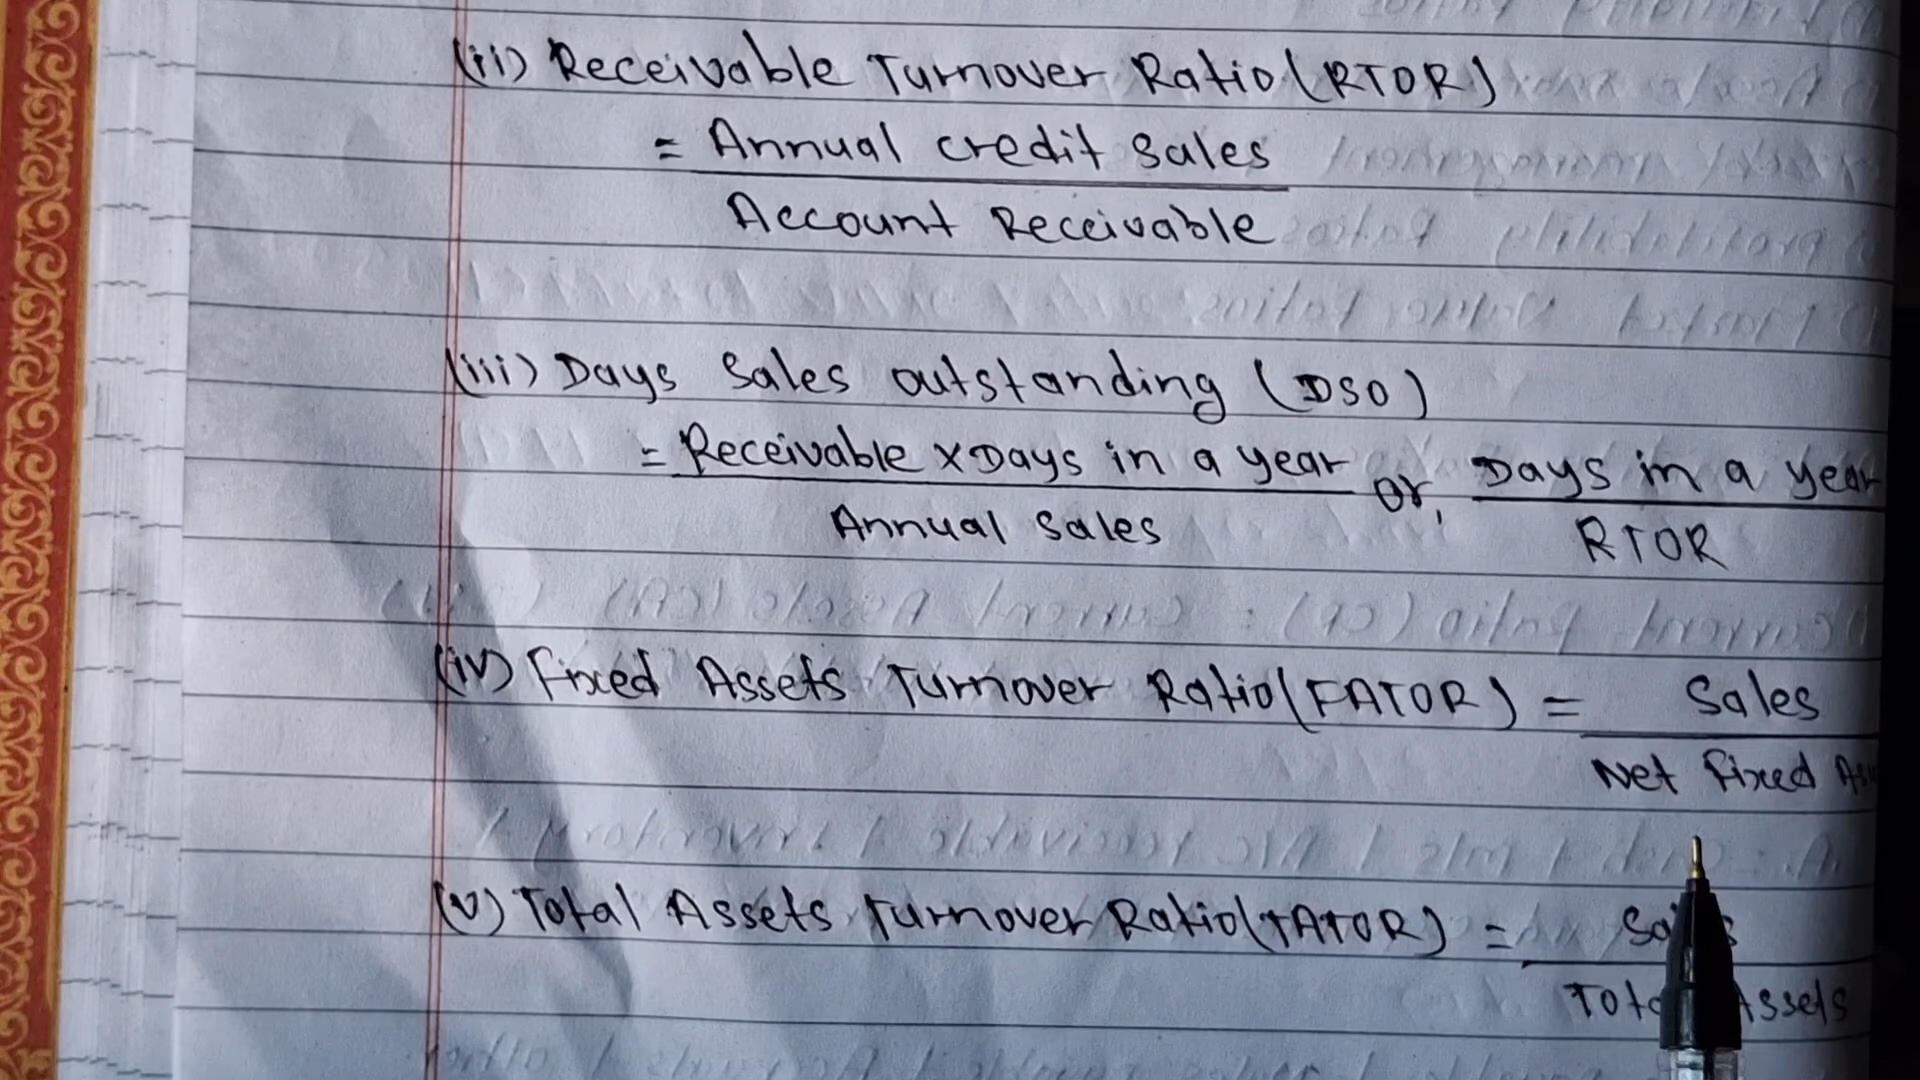 (ii) Receivable Turnover Ratio (RTOR)
= Annual credit sales
Account Receivable
(iii) Days Sales outstanding (DSO)
= Receivable x Days in a year or, Days in a year
Annual Sales RTOR
(iv) Fixed Assets Turnover Ratio (FATOR) = Sales
Net Fixed
(v) Total Assets Turnover Ratio (TATOR) =
Assets